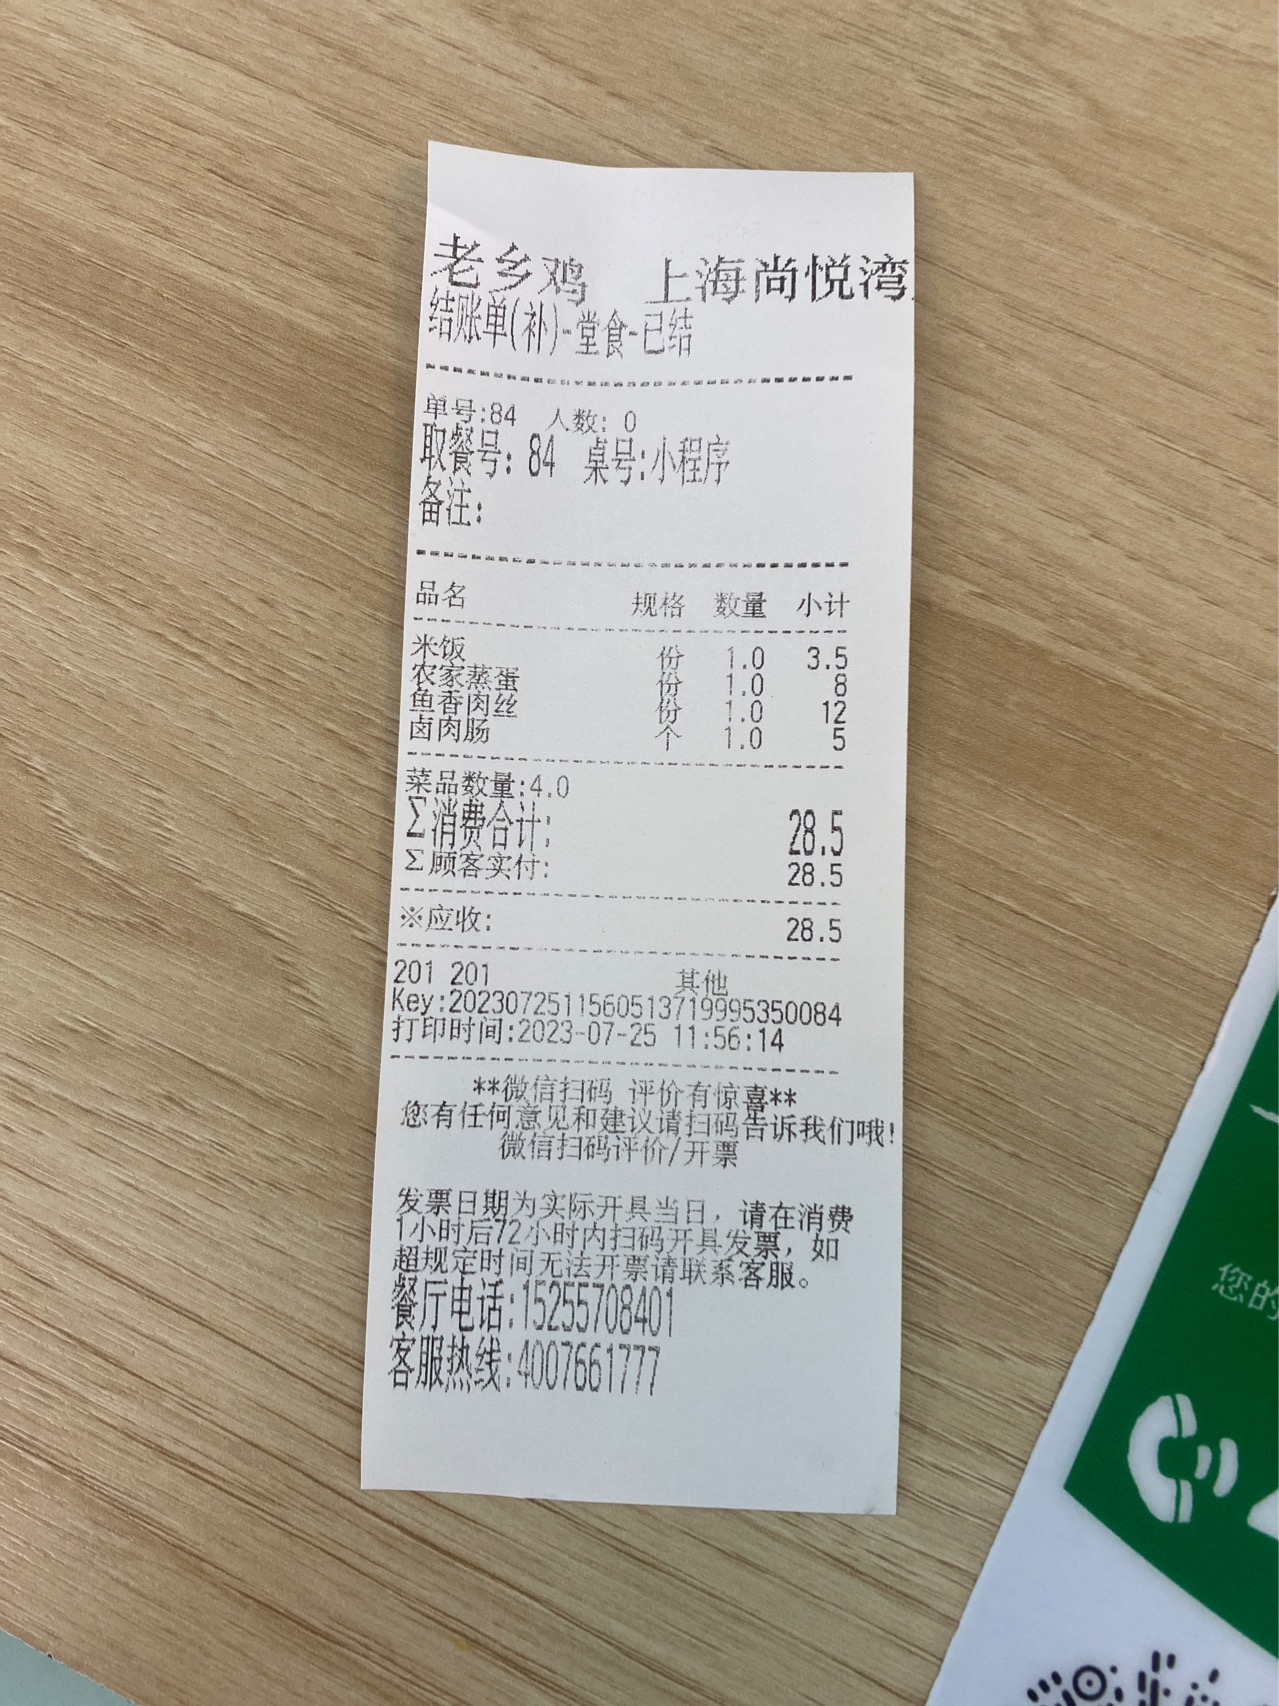 老乡鸡 上海尚悦湾
结账单(补)-堂食-已结
单号:84 人数: 0
取餐号: 84 桌号:小程序
备注:
品名 规格 数量 小计
米饭 份 1.0 3.5
农家蒸蛋 份 1.0 8
鱼香肉丝 份 1.0 12
卤肉肠 个 1.0 5
菜品数量:4.0
Σ消费合计: 28.5
Σ顾客实付: 28.5
※应收: 28.5
201 201 其他
Key:20230725115605137199953500​84
打印时间:2023-07-25 11:56:14
**微信扫码 评价有惊喜**
您有任何意见和建议请扫码告诉我们哦!
微信扫码评价/开票
发票日期为实际开具当日，请在消费
1小时后72小时内扫码开具发票，如
超规定时间无法开票请联系客服。
餐厅电话:15255708401
客服热线:4007661777
您的